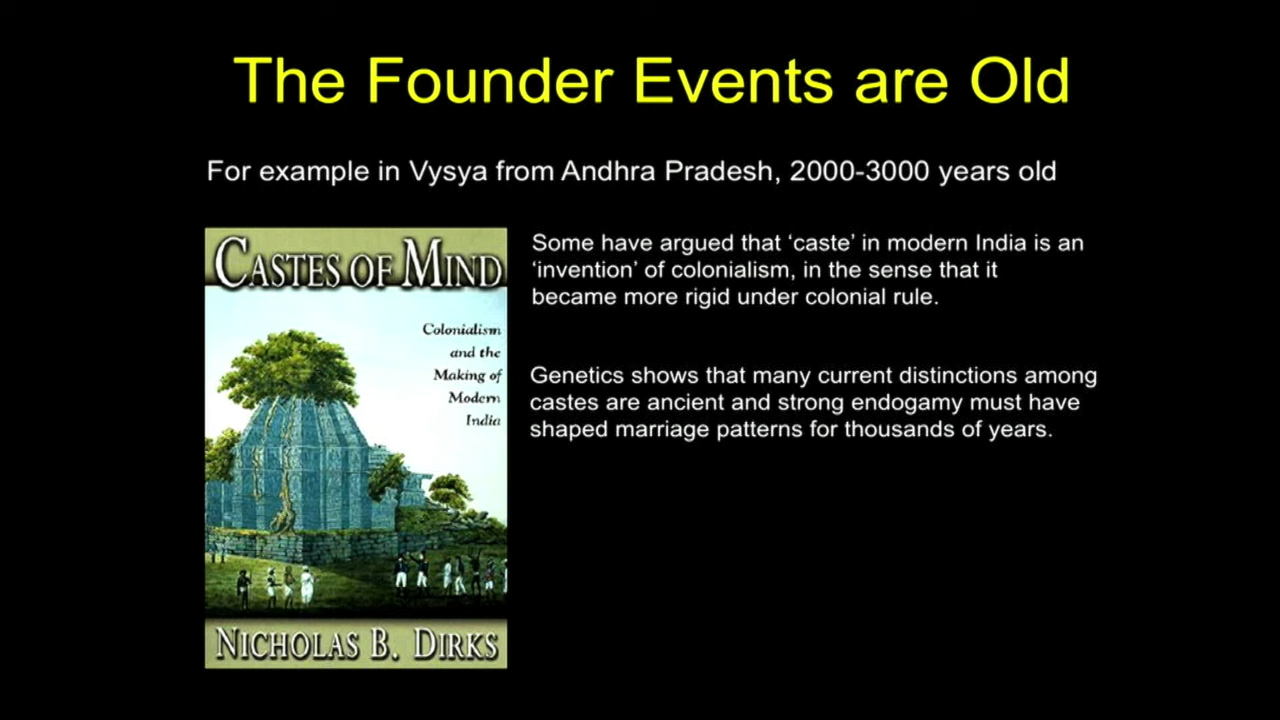 The Founder Events are Old
For example in Vysya from Andhra Pradesh, 2000-3000 years old
CASTES OF MIND
Colonialism
and the
Making of
Modern
India
NICHOLAS B. DIRKS
Some have argued that ‘caste’ in modern India is an
‘invention’ of colonialism, in the sense that it
became more rigid under colonial rule.
Genetics shows that many current distinctions among
castes are ancient and strong endogamy must have
shaped marriage patterns for thousands of years.